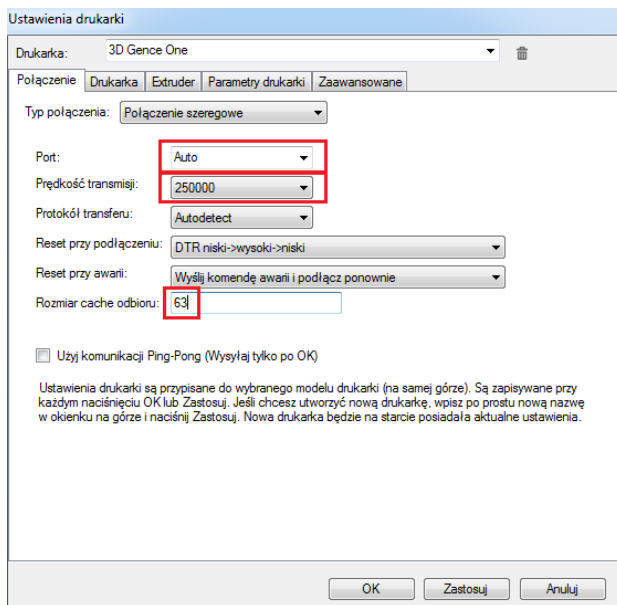 Ustawienia drukarki
Drukarka: 3D Gence One
Połączenie Drukarka Extruder Parametry drukarki Zaawansowane
Typ połączenia: Połączenie szeregowe
Port: Auto
Prędkość transmisji: 250000
Protokół transferu: Autodetect
Reset przy podłączeniu: DTR niski->wysoki->niski
Reset przy awarii: Wyślij komendę awarii i podłącz ponownie
Rozmiar cache odbioru: 63
Użyj komunikacji Ping-Pong (Wysyłaj tylko po OK)
Ustawienia drukarki są przypisane do wybranego modelu drukarki (na samej górze). Są zapisywane przy
każdym naciśnięciu OK lub Zastosuj. Jeśli chcesz utworzyć nową drukarkę, wpisz po prostu nową nazwę
w okienku na górze i naciśnij Zastosuj. Nowa drukarka będzie na starcie posiadała aktualne ustawienia.
OK Zastosuj Anuluj